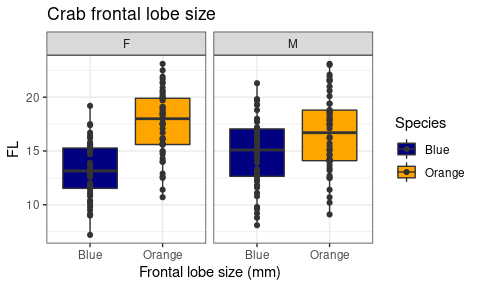 Crab frontal lobe size
F
M
FL
20
15
10
Blue
Orange
Blue
Orange
Frontal lobe size (mm)
Species
Blue
Orange